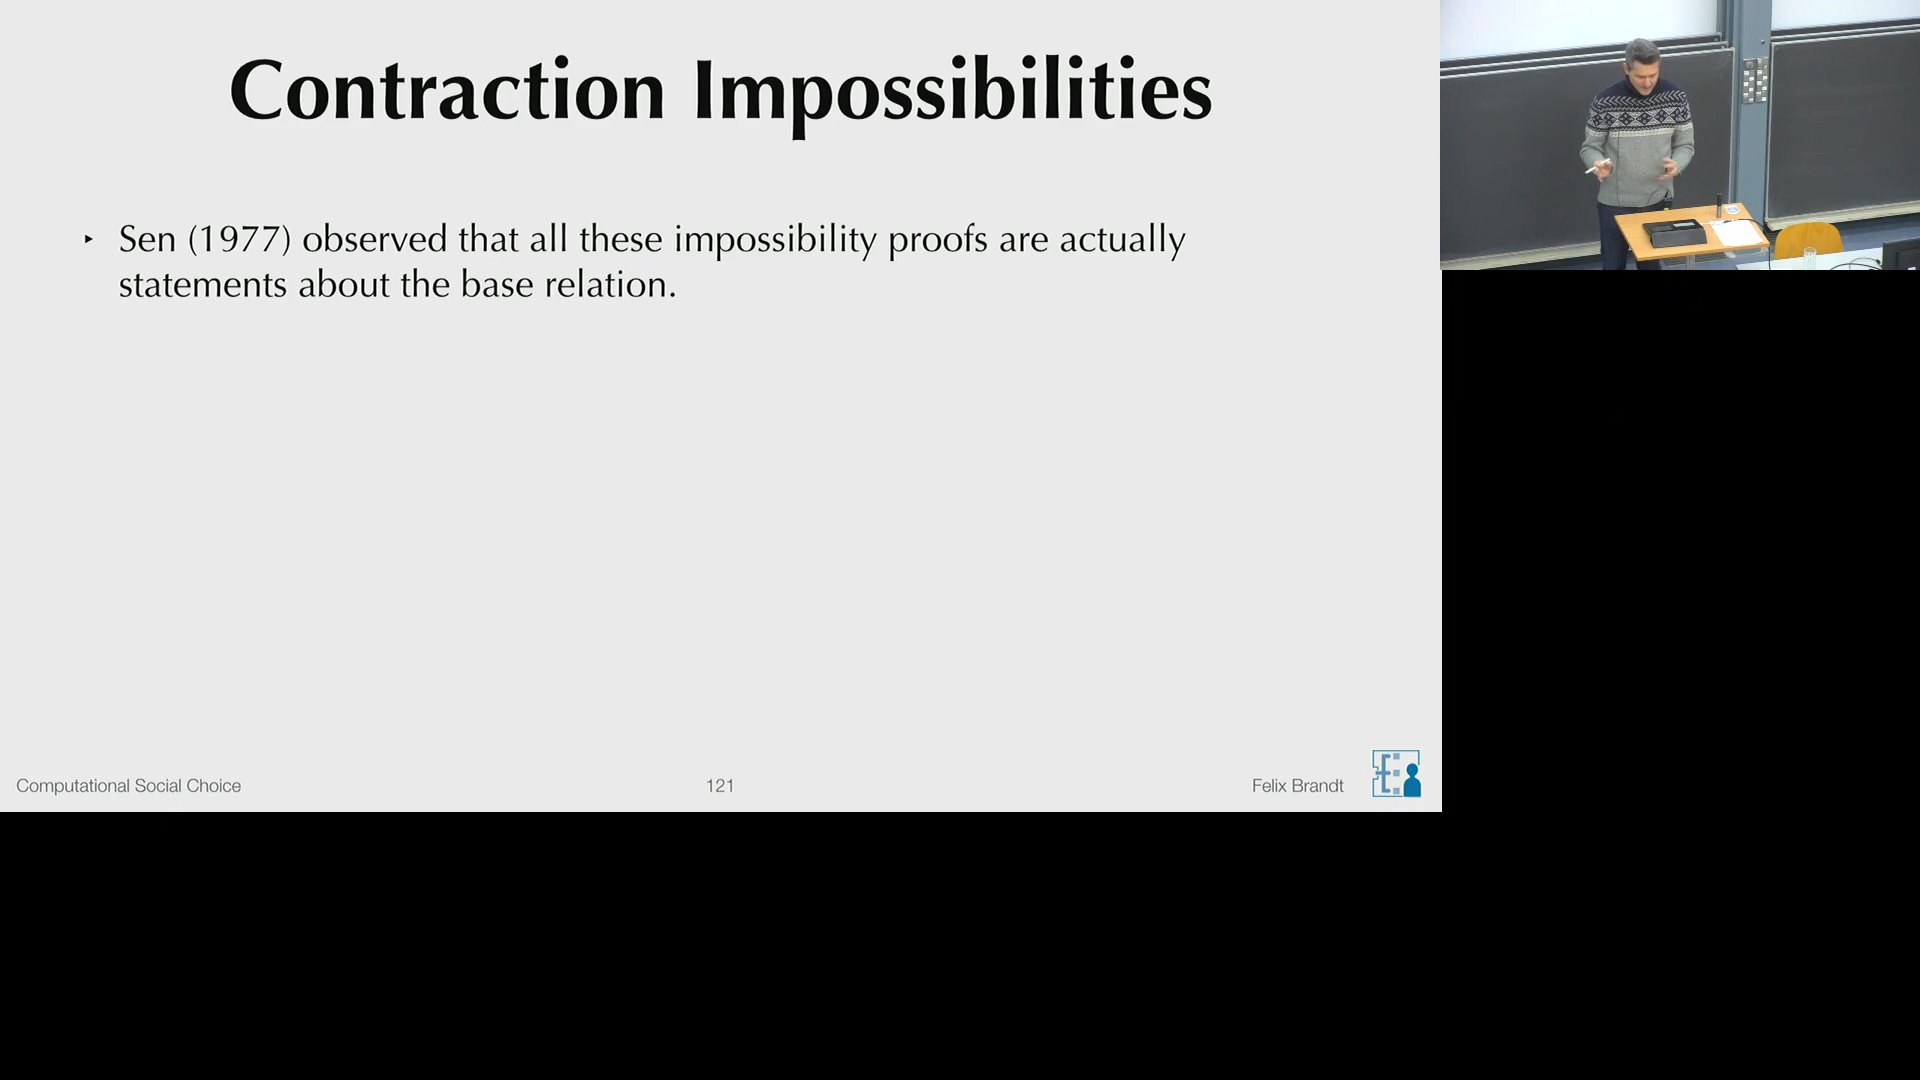 Contraction Impossibilities
‣ Sen (1977) observed that all these impossibility proofs are actually
statements about the base relation.
Computational Social Choice
121
Felix Brandt